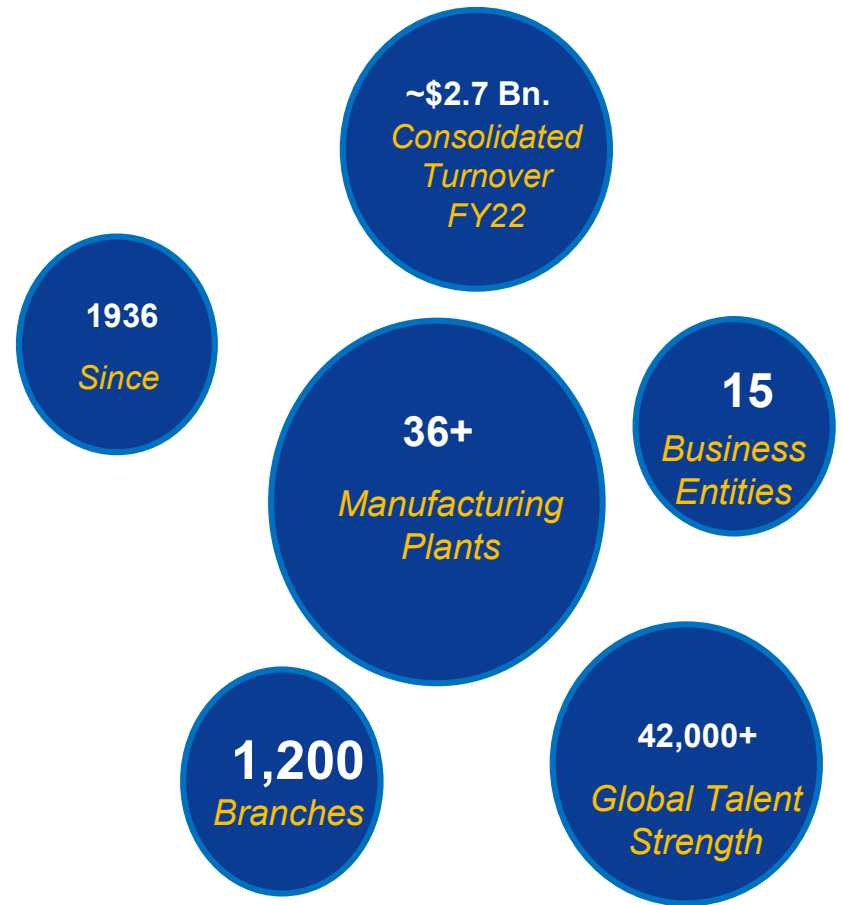 ~$2.7 Bn.
Consolidated
Turnover
FY22
1936
Since
36+
Manufacturing
Plants
15
Business
Entities
1,200
Branches
42,000+
Global Talent
Strength